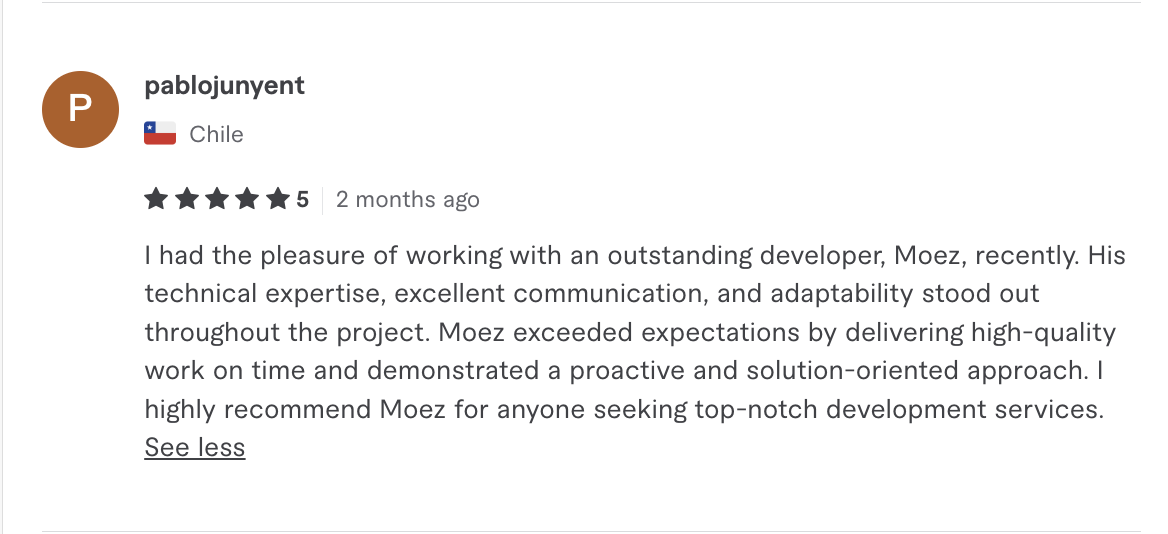 P
pablojunyent
Chile
5
2 months ago
I had the pleasure of working with an outstanding developer, Moez, recently. His
technical expertise, excellent communication, and adaptability stood out
throughout the project. Moez exceeded expectations by delivering high-quality
work on time and demonstrated a proactive and solution-oriented approach. I
highly recommend Moez for anyone seeking top-notch development services.
See less